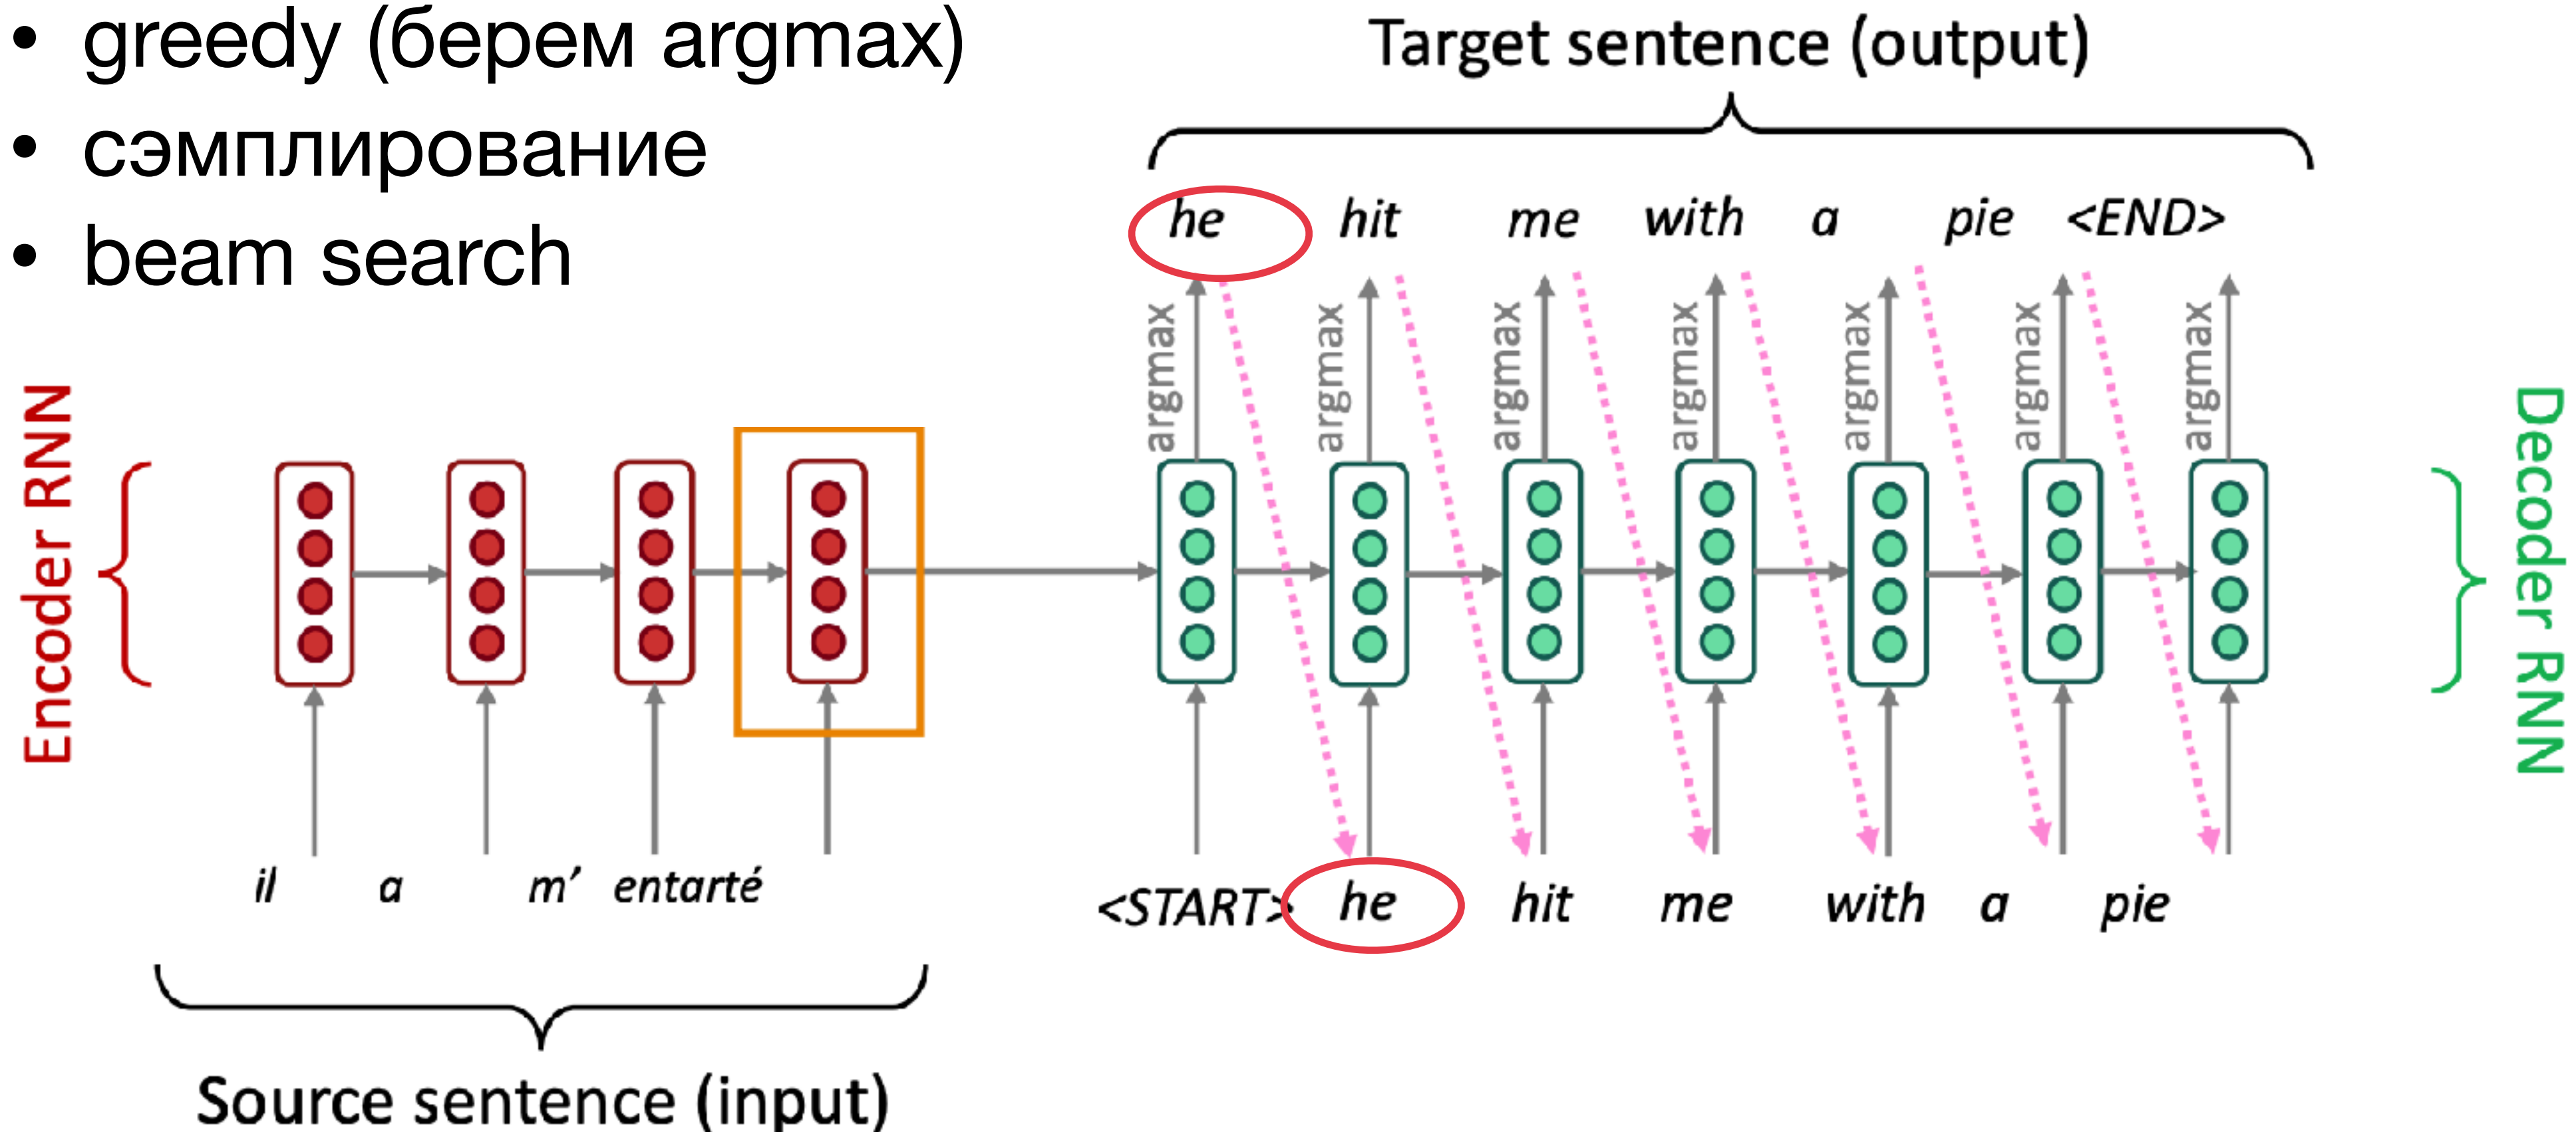 • greedy (берем argmax)
• сэмплирование
• beam search
Target sentence (output)
he hit me with a pie <END>
argmax argmax argmax argmax argmax argmax argmax
Encoder RNN
Decoder RNN
il a m’ entarté
<START> he hit me with a pie
Source sentence (input)